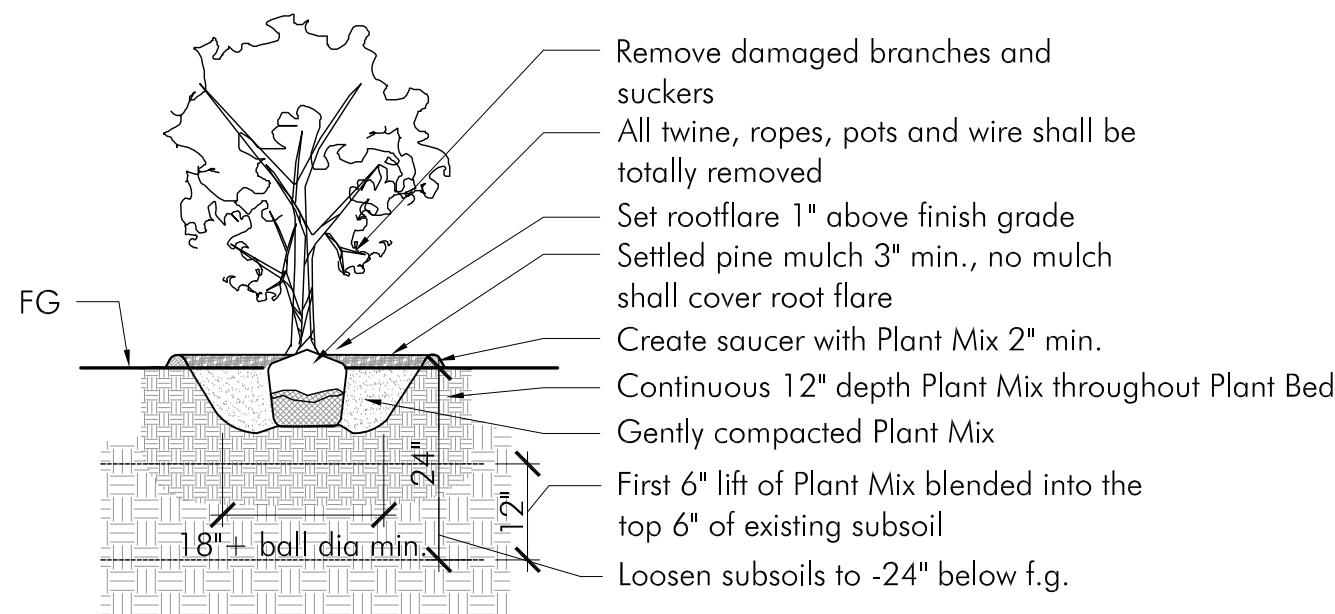 Remove damaged branches and
suckers
All twine, ropes, pots and wire shall be
totally removed
Set rootflare 1" above finish grade
Settled pine mulch 3" min., no mulch
shall cover root flare
FG
Create saucer with Plant Mix 2" min.
Continuous 12" depth Plant Mix throughout Plant Bed
Gently compacted Plant Mix
24"
First 6" lift of Plant Mix blended into the
top 6" of existing subsoil
12"
18"+ ball dia min.
Loosen subsoils to -24" below f.g.